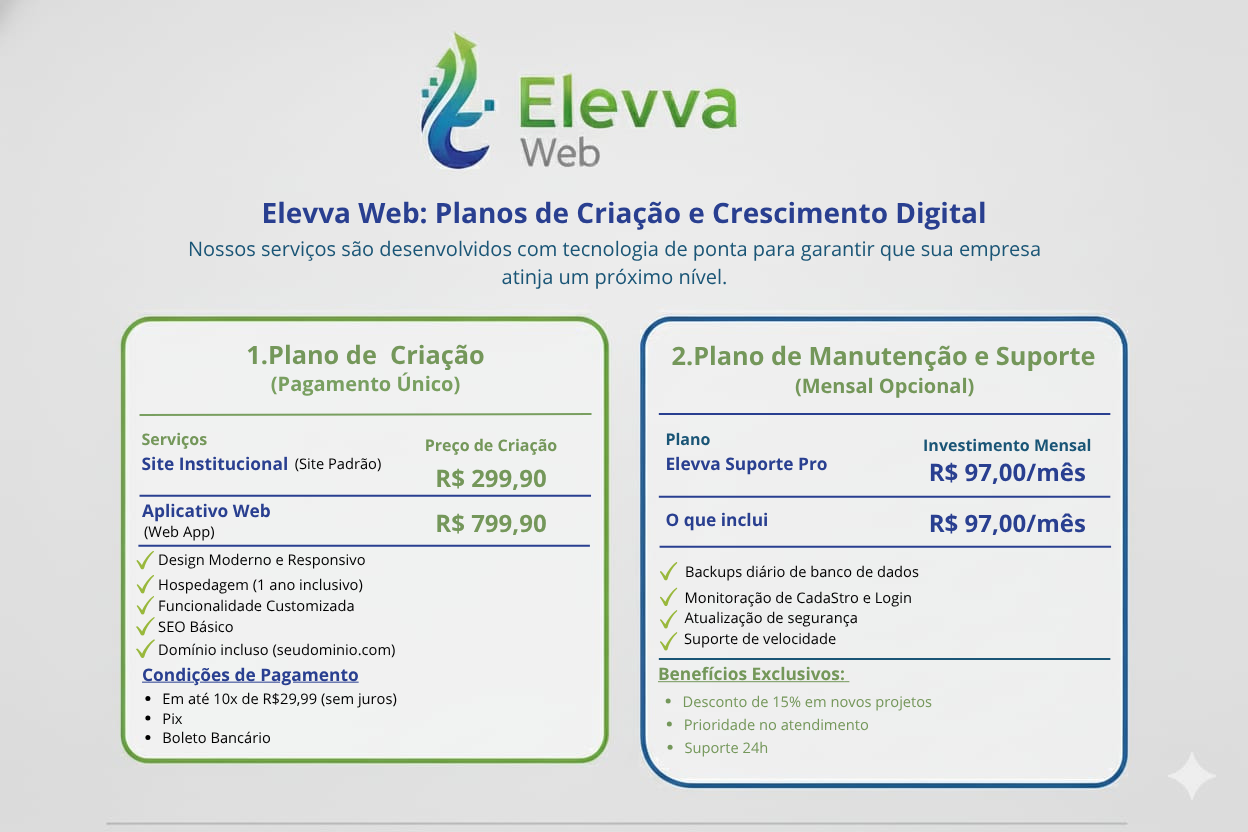 Elevva
Web
Elevva Web: Planos de Criação e Crescimento Digital
Nossos serviços são desenvolvidos com tecnologia de ponta para garantir que sua empresa
atinja um próximo nível.
1.Plano de Criação
(Pagamento Único)
Serviços
Preço de Criação
Site Institucional (Site Padrão)
R$ 299,90
Aplicativo Web
(Web App)
R$ 799,90
Design Moderno e Responsivo
Hospedagem (1 ano inclusivo)
Funcionalidade Customizada
SEO Básico
Domínio incluso (seudominio.com)
Condições de Pagamento
• Em até 10x de R$29,99 (sem juros)
• Pix
• Boleto Bancário
2.Plano de Manutenção e Suporte
(Mensal Opcional)
Plano
Investimento Mensal
Elevva Suporte Pro
R$ 97,00/mês
O que inclui
R$ 97,00/mês
Backups diário de banco de dados
Monitoração de CadaStro e Login
Atualização de segurança
Suporte de velocidade
Benefícios Exclusivos:
• Desconto de 15% em novos projetos
• Prioridade no atendimento
• Suporte 24h